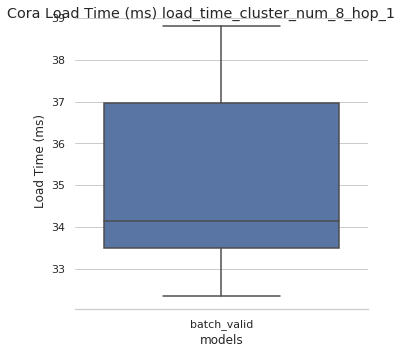 Cora Load Time (ms) load_time_cluster_num_8_hop_1
39
38
37
36
35
34
33
Load Time (ms)
batch_valid
models